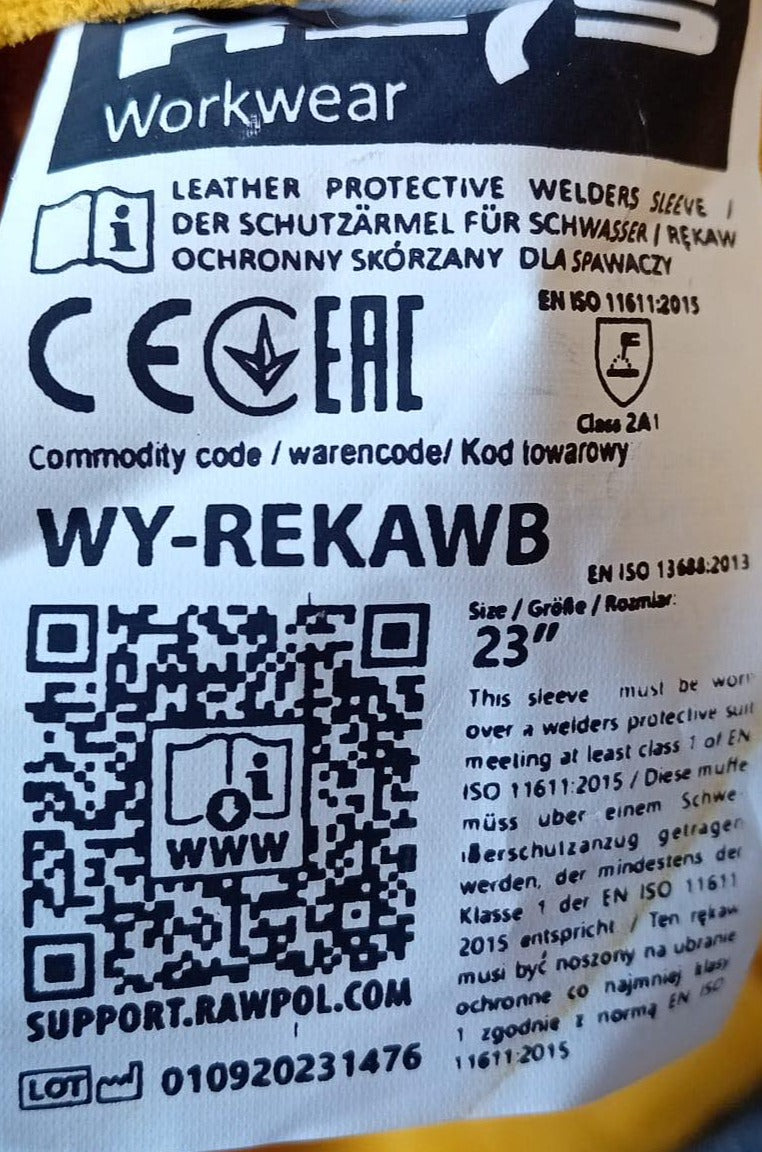 Workwear
LEATHER PROTECTIVE WELDERS SLEEVE /
DER SCHUTZÄRMEL FÜR SCHWASSER / RĘKAW
OCHRONNY SKÓRZANY DLA SPAWACZY
CE EAC
EN ISO 11611:2015
Class 2A1
Commodity code / warencode/ Kod towarowy
WY-REKAWB
EN ISO 13688:2013
Size / Größe / Rozmiar:
23"
This sleeve must be worn
over a welders protective suit
meeting at least class 1 of EN
ISO 11611:2015 / Diese muffe
müss uber einem Schwe-
ißerschutzanzug getragen
werden, der mindestens der
Klasse 1 der EN ISO 11611
2015 entspricht / Ten rękaw
musi być noszony na ubranie
ochronne co najmniej klasy
1 zgodnie z normą EN ISO
11611:2015
WWW
SUPPORT.RAWPOL.COM
LOT 010920231476